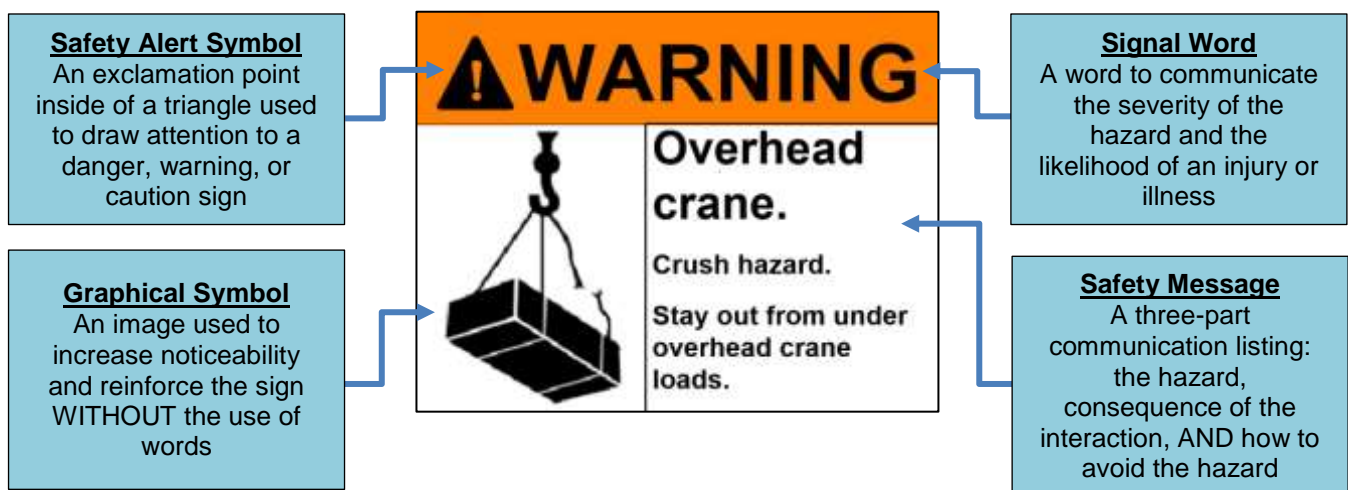 Safety Alert Symbol
An exclamation point
inside of a triangle used
to draw attention to a
danger, warning, or
caution sign
Graphical Symbol
An image used to
increase noticeability
and reinforce the sign
WITHOUT the use of
words
! WARNING
Overhead
crane.
Crush hazard.
Stay out from under
overhead crane
loads.
Signal Word
A word to communicate
the severity of the
hazard and the
likelihood of an injury or
illness
Safety Message
A three-part
communication listing:
the hazard,
consequence of the
interaction, AND how to
avoid the hazard